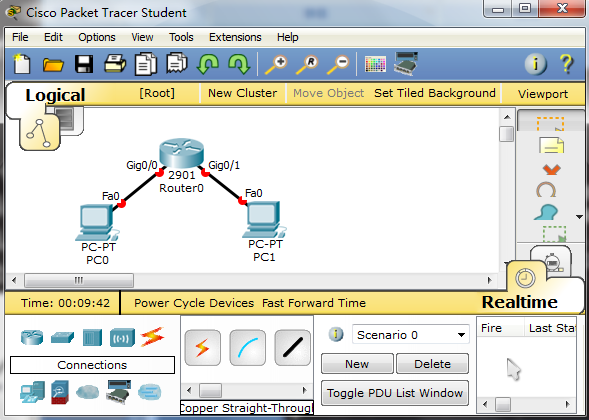 Cisco Packet Tracer Student
File Edit Options View Tools Extensions Help
Logical [Root] New Cluster Move Object Set Tiled Background Viewport
Gig0/0 Gig0/1
2901
Router0
Fa0 Fa0
PC-PT
PC0
PC-PT
PC1
Time: 00:09:42 Power Cycle Devices Fast Forward Time Realtime
Connections
Copper Straight-Through
Scenario 0
New Delete
Toggle PDU List Window
Fire Last Stat